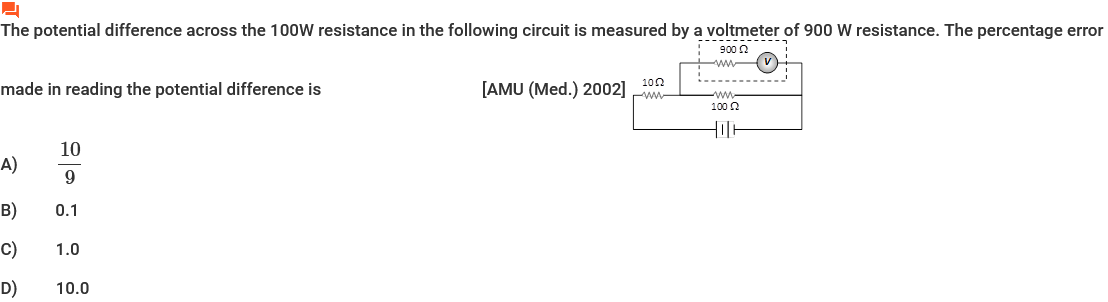 The potential difference across the 100W resistance in the following circuit is measured by a voltmeter of 900 W resistance. The percentage error
900 Ω
V
made in reading the potential difference is [AMU (Med.) 2002]
10Ω
100 Ω
A) 10/9
B) 0.1
C) 1.0
D) 10.0